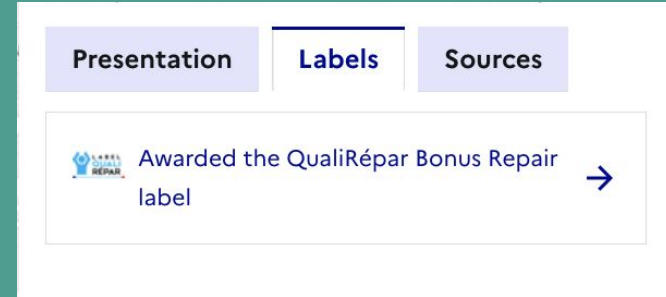 Presentation
Labels
Sources
LABEL
QUALI
RÉPAR
Awarded the QualiRépar Bonus Repair
label